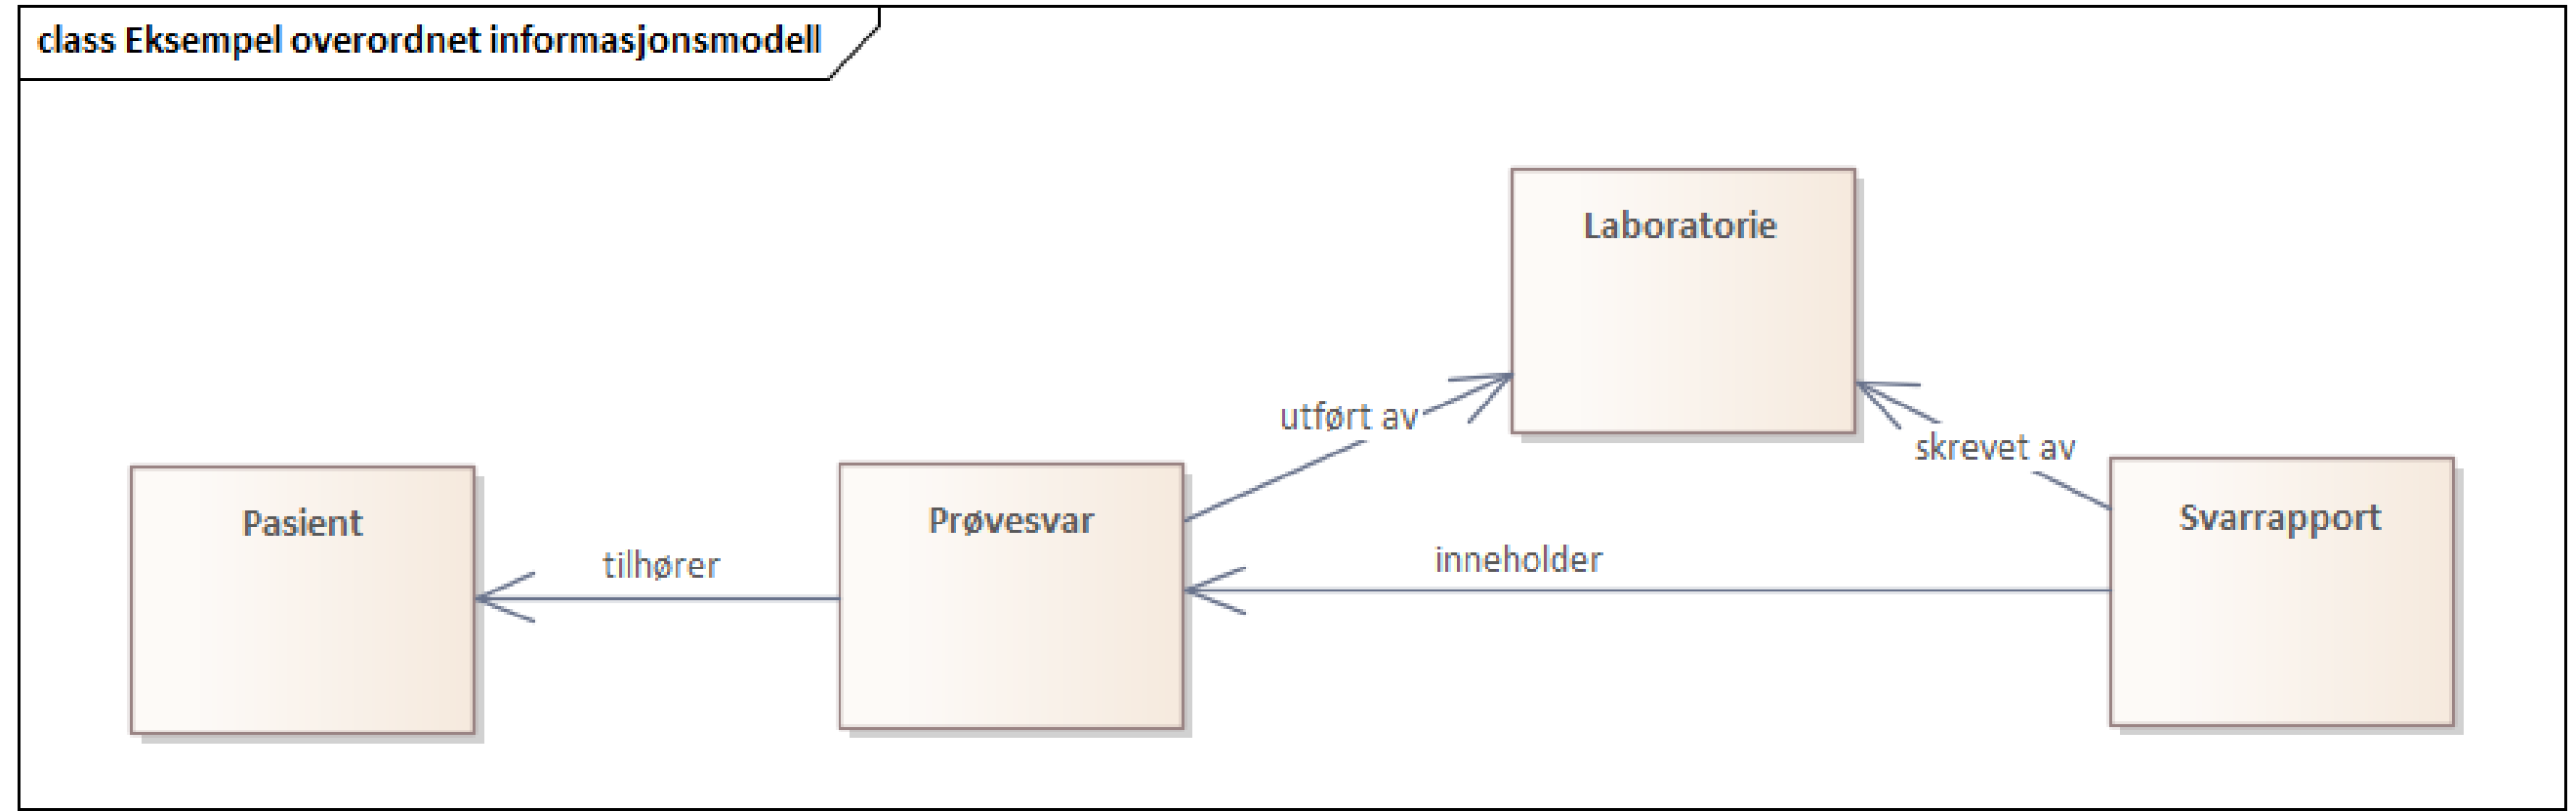 class Eksempel overordnet informasjonsmodell
Laboratorie
utført av
skrevet av
Pasient
Prøvesvar
Svarrapport
tilhører
inneholder